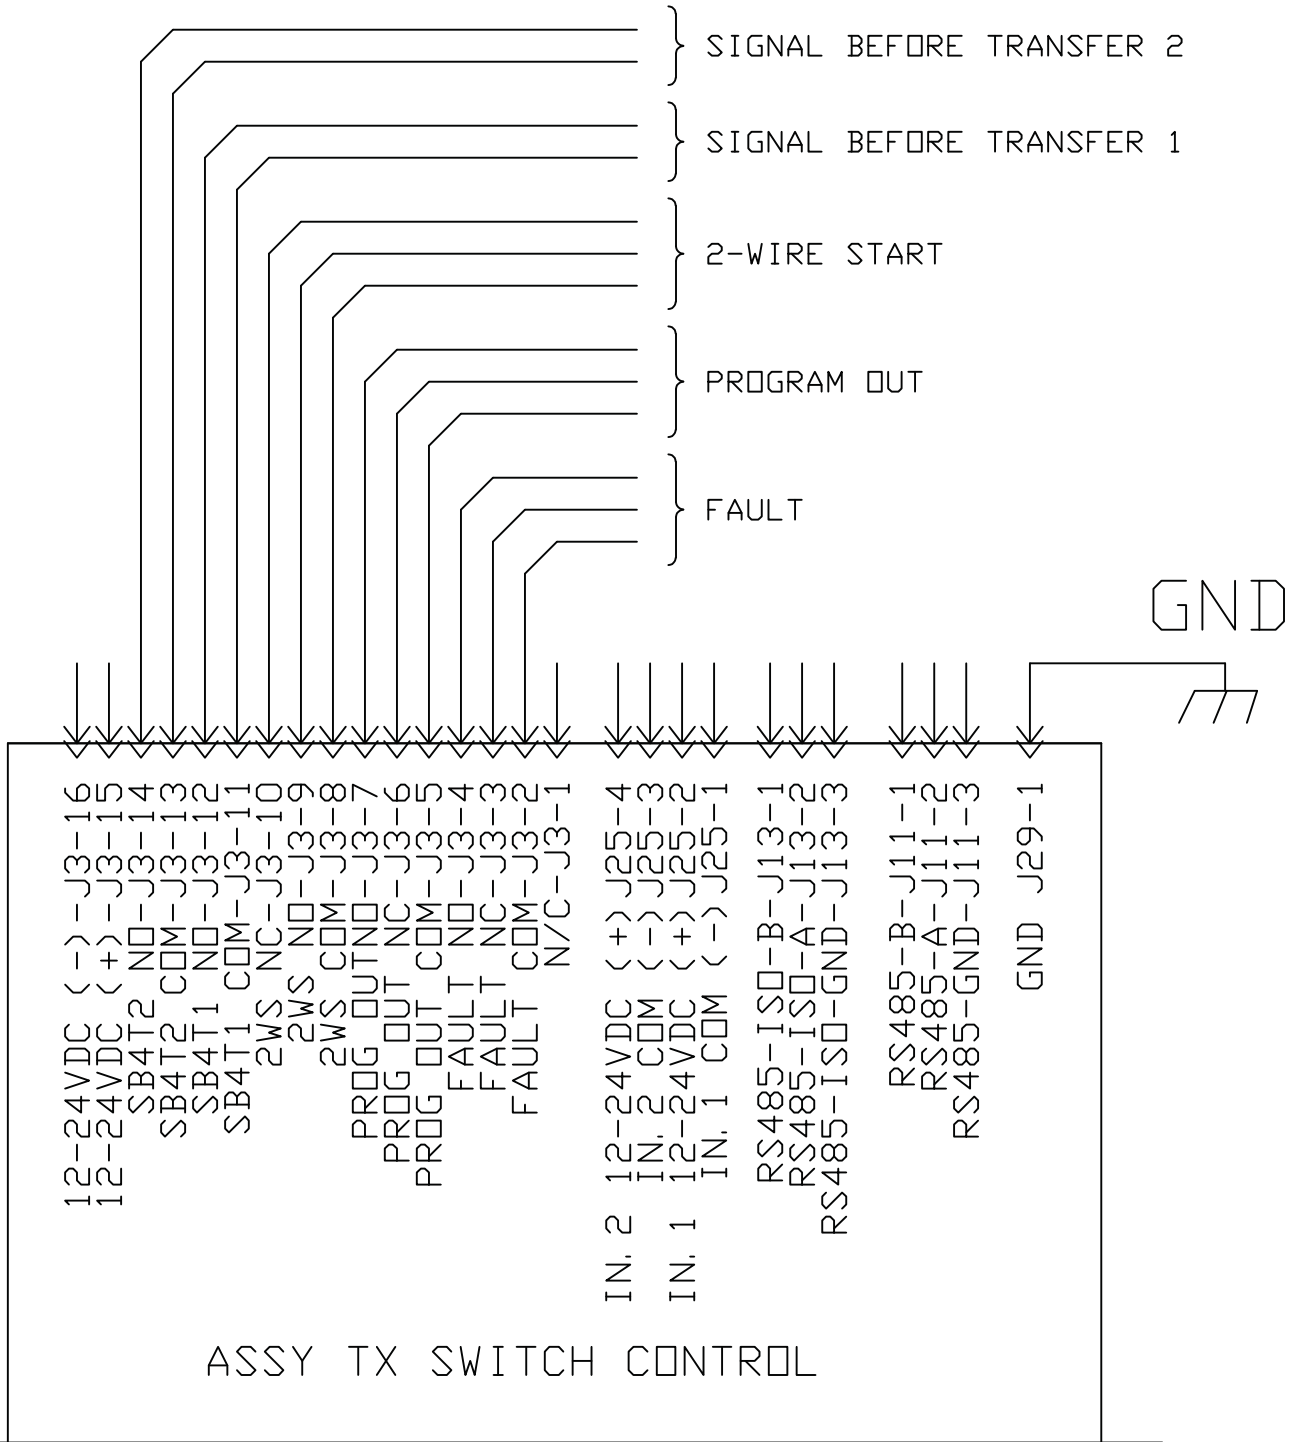 SIGNAL BEFORE TRANSFER 2
SIGNAL BEFORE TRANSFER 1
2-WIRE START
PROGRAM OUT
FAULT
GND
12-24VDC (-)-J3-16
12-24VDC (+)-J3-15
SB4T2 NO-J3-14
SB4T2 COM-J3-13
SB4T1 NO-J3-12
SB4T1 COM-J3-11
2WS NC-J3-10
2WS NO-J3-9
2WS COM-J3-8
PROG OUTNO-J3-7
PROG OUT NC-J3-6
PROG OUT COM-J3-5
FAULT NO-J3-4
FAULT NC-J3-3
FAULT COM-J3-2
N/C-J3-1
IN. 2 12-24VDC (+)J25-4
IN. 2 COM (-)J25-3
IN. 1 12-24VDC (+)J25-2
IN. 1 COM (-)J25-1
RS485-ISO-B-J13-1
RS485-ISO-A-J13-2
RS485-ISO-GND-J13-3
RS485-B-J11-1
RS485-A-J11-2
RS485-GND-J11-3
GND J29-1
ASSY TX SWITCH CONTROL